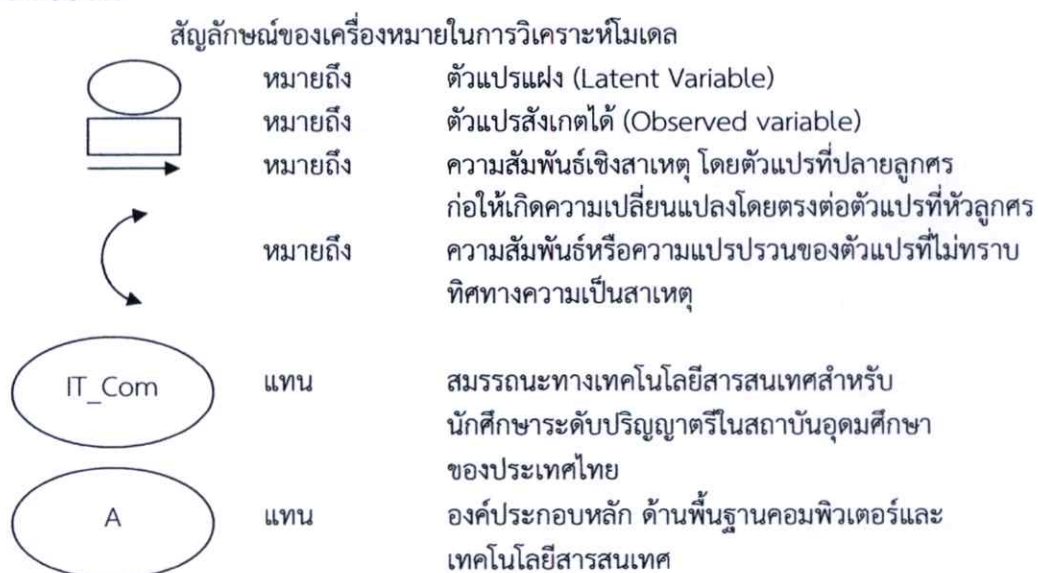 สัญลักษณ์ของเครื่องหมายในการวิเคราะห์โมเดล
หมายถึง ตัวแปรแฝง (Latent Variable)
หมายถึง ตัวแปรสังเกตได้ (Observed variable)
หมายถึง ความสัมพันธ์เชิงสาเหตุ โดยตัวแปรที่ปลายลูกศร
ก่อให้เกิดความเปลี่ยนแปลงโดยตรงต่อตัวแปรที่หัวลูกศร
หมายถึง ความสัมพันธ์หรือความแปรปรวนของตัวแปรที่ไม่ทราบ
ทิศทางความเป็นสาเหตุ
IT_Com แทน สมรรถนะทางเทคโนโลยีสารสนเทศสำหรับ
นักศึกษาระดับปริญญาตรีในสถาบันอุดมศึกษา
ของประเทศไทย
A แทน องค์ประกอบหลัก ด้านพื้นฐานคอมพิวเตอร์และ
เทคโนโลยีสารสนเทศ